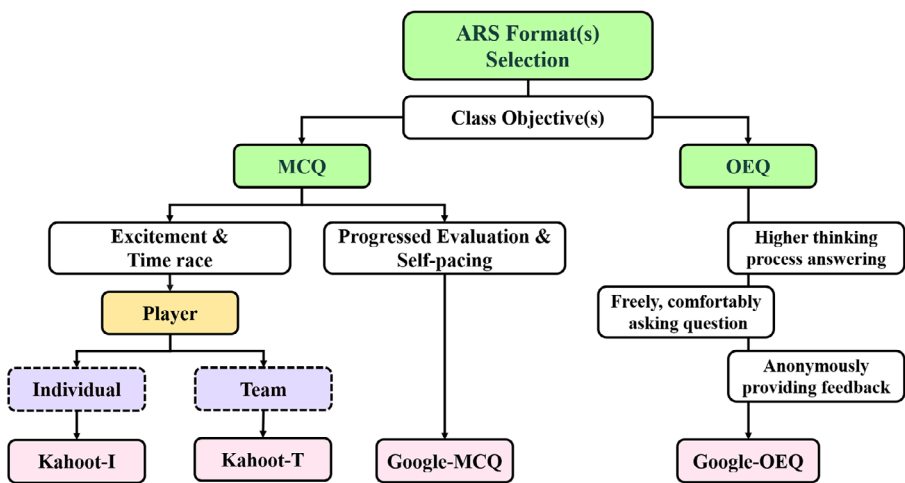 ARS Format(s)
Selection
Class Objective(s)
MCQ
OEQ
Excitement &
Time race
Progressed Evaluation &
Self-pacing
Higher thinking
process answering
Player
Freely, comfortably
asking question
Individual
Team
Anonymously
providing feedback
Kahoot-I
Kahoot-T
Google-MCQ
Google-OEQ